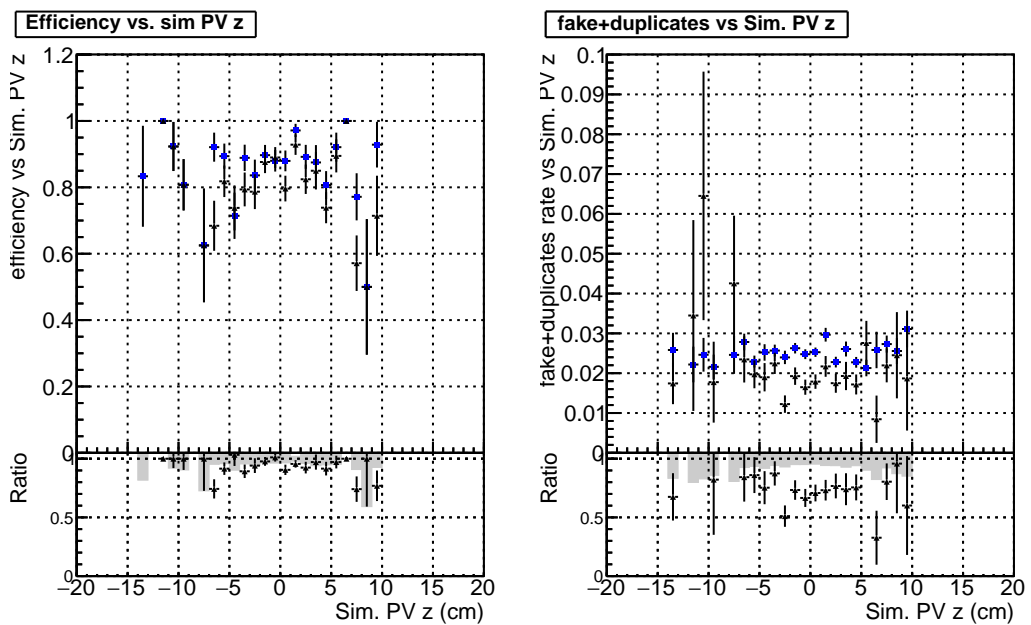 Efficiency vs. sim PV z
efficiency vs Sim. PV z
1.2
1
0.8
0.6
0.4
0.2
0
Ratio
1
0.5
0
−20 −15 −10 −5 0 5 10 15 20
Sim. PV z (cm)
fake+duplicates vs Sim. PV z
fake+duplicates rate vs Sim. PV z
0.1
0.09
0.08
0.07
0.06
0.05
0.04
0.03
0.02
0.01
0
Ratio
1
0.5
0
−20 −15 −10 −5 0 5 10 15 20
Sim. PV z (cm)